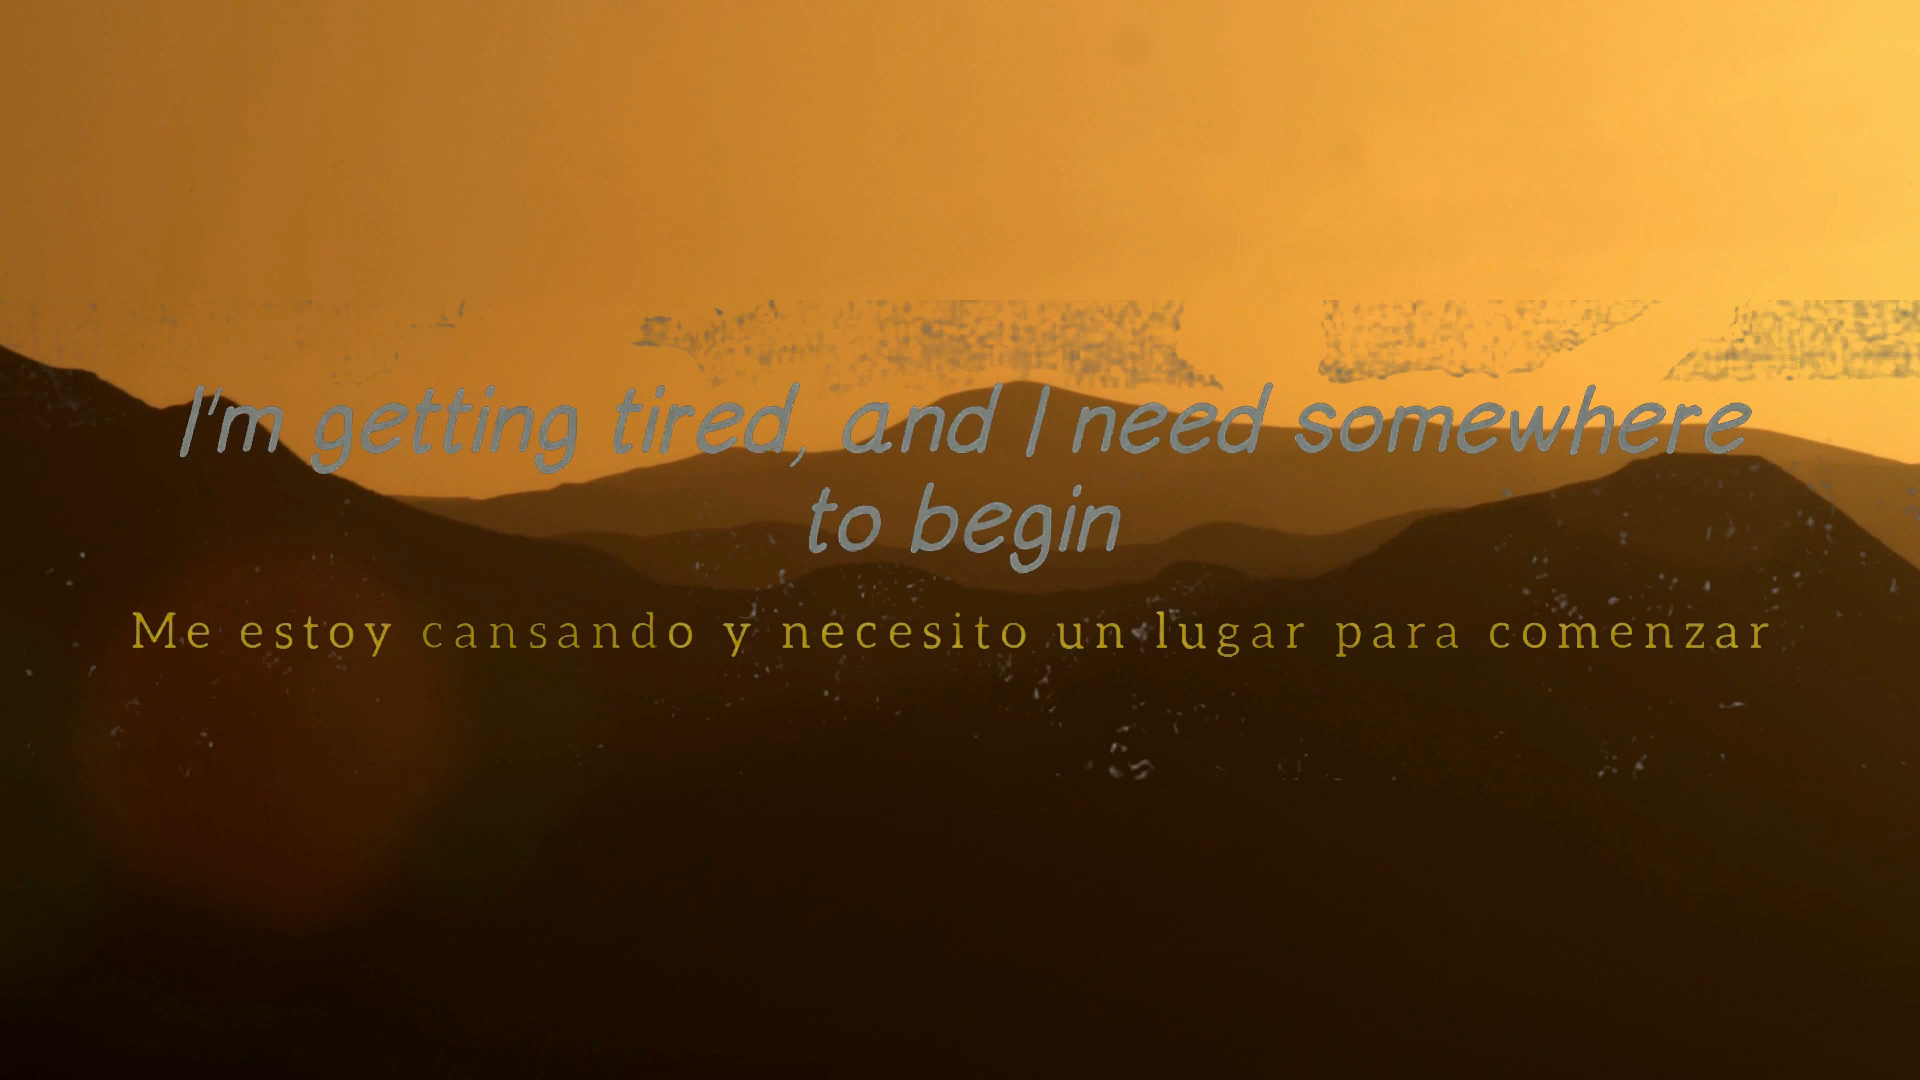 I'm getting tired, and I need somewhere
to begin
Me estoy cansando y necesito un lugar para comenzar